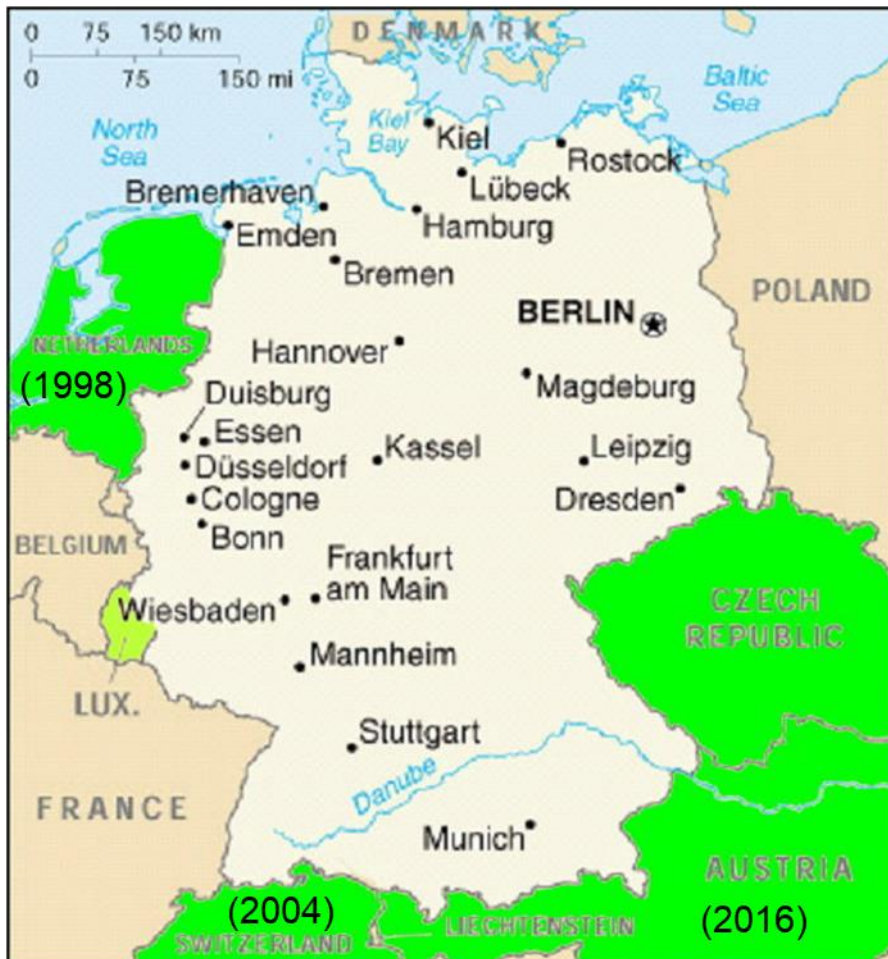 DENMARK
0 75 150 km
0 75 150 mi
North
Sea
Baltic
Sea
Kiel
Bay
Kiel
Rostock
Lübeck
Bremerhaven
Hamburg
Emden
Bremen
POLAND
BERLIN
NETHERLANDS
(1998)
Hannover
Magdeburg
Duisburg
Essen
Kassel
Leipzig
Düsseldorf
Cologne
Dresden
Bonn
BELGIUM
Frankfurt
am Main
Wiesbaden
CZECH
REPUBLIC
Mannheim
LUX.
Stuttgart
Danube
FRANCE
Munich
AUSTRIA
(2016)
(2004)
SWITZERLAND
LIECHTENSTEIN